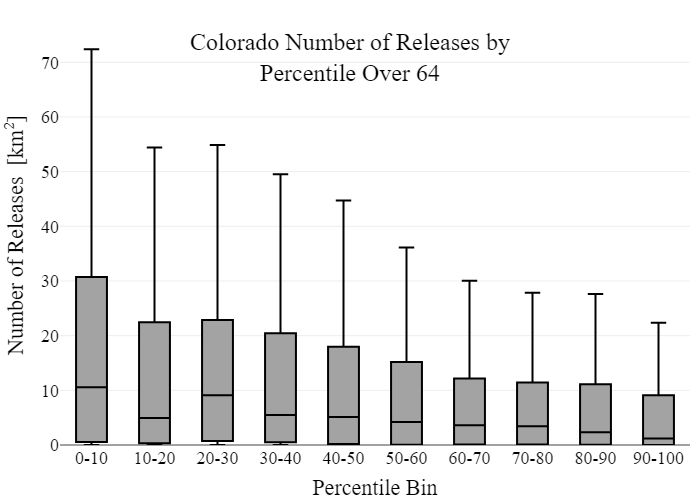 Colorado Number of Releases by
Percentile Over 64
Number of Releases [km²]
70
60
50
40
30
20
10
0
0-10 10-20 20-30 30-40 40-50 50-60 60-70 70-80 80-90 90-100
Percentile Bin